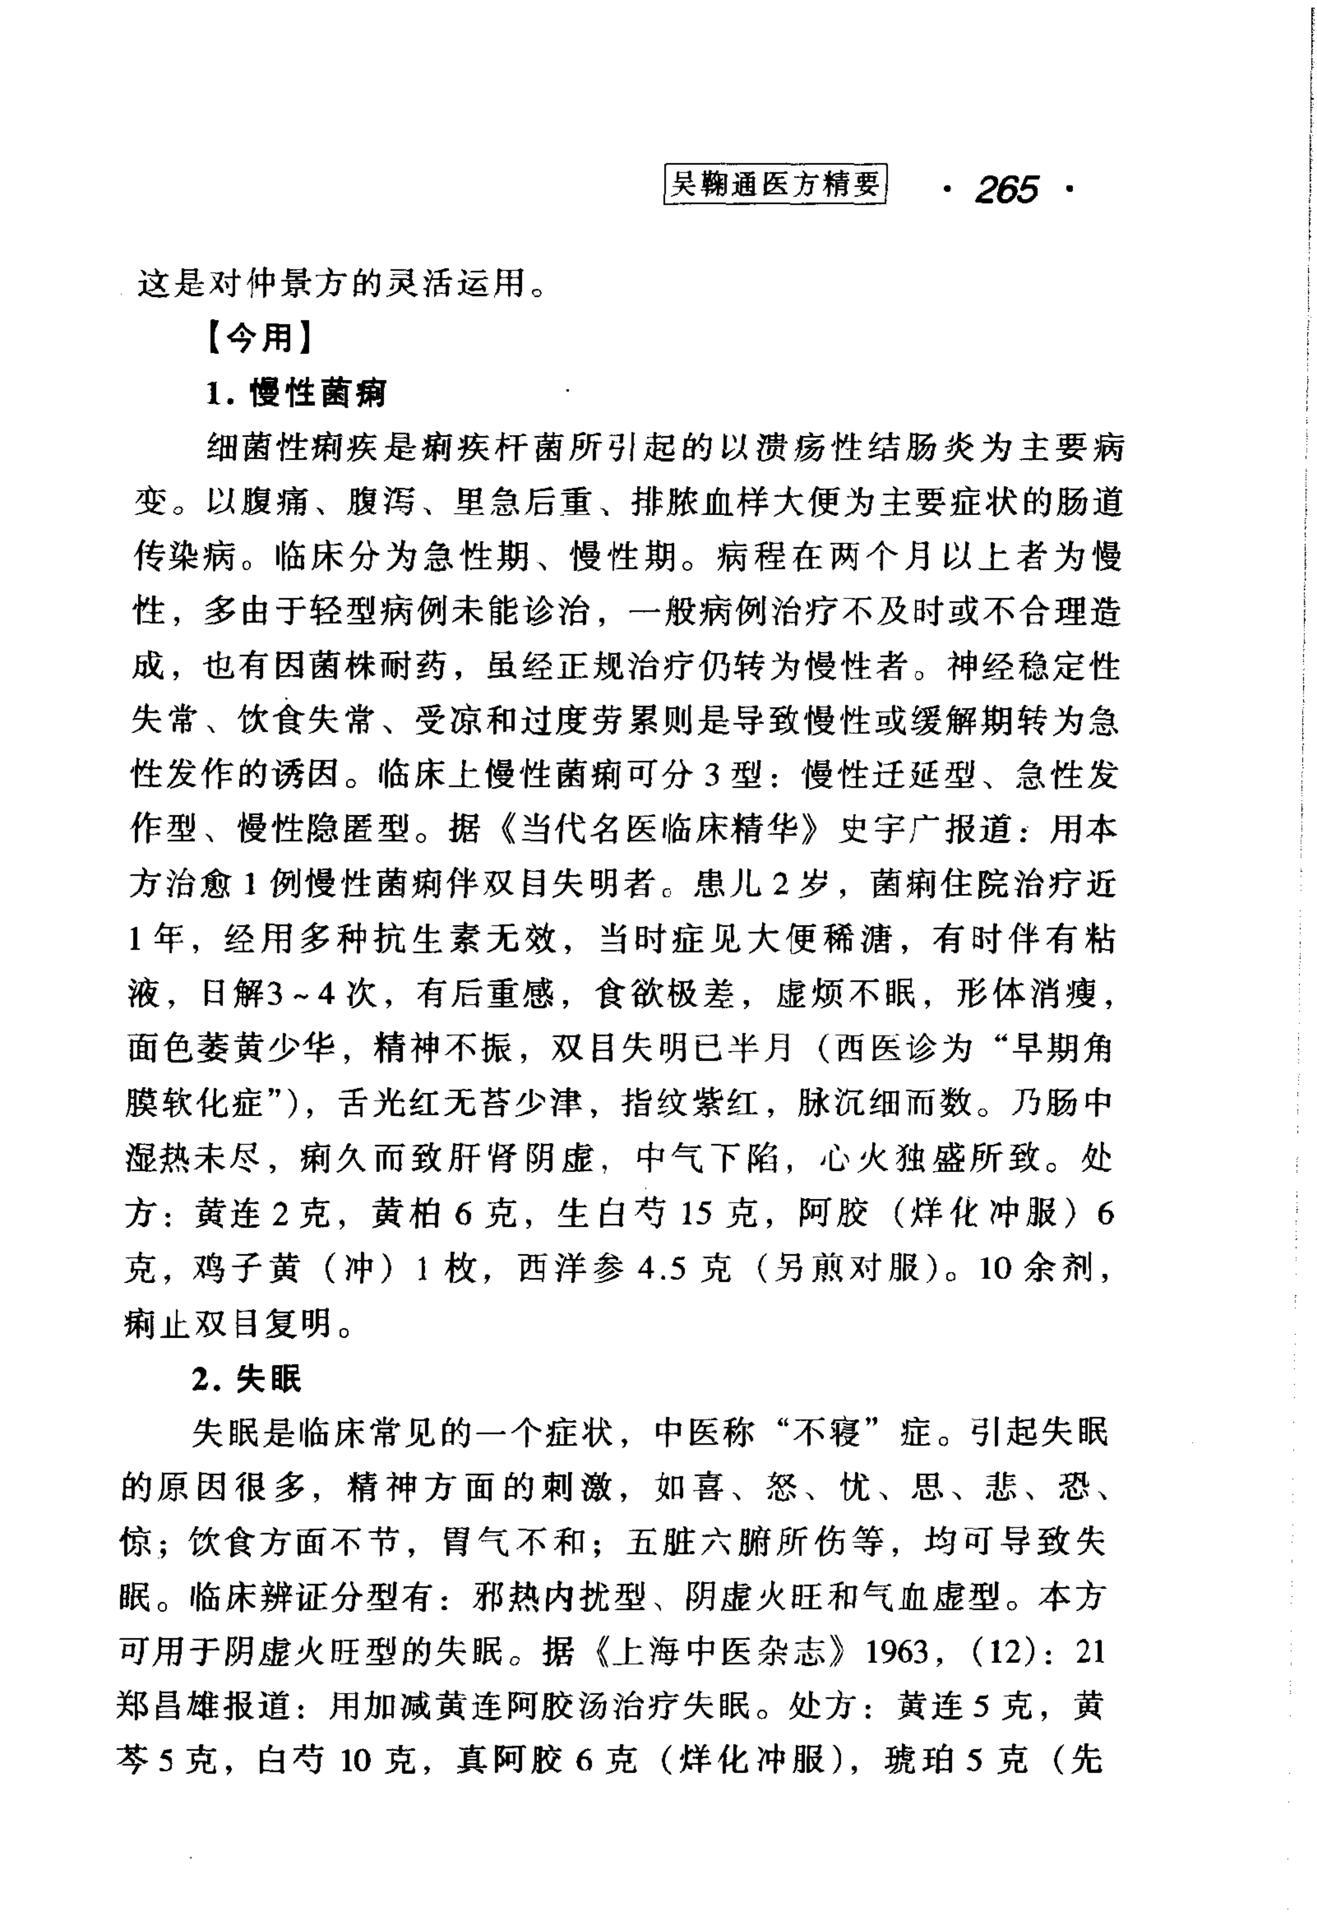 吴鞠通医方精要 · 265 ·
这是对仲景方的灵活运用。
【今用】
1. 慢性菌痢
细菌性痢疾是痢疾杆菌所引起的以溃疡性结肠炎为主要病
变。以腹痛、腹泻、里急后重、排脓血样大便为主要症状的肠道
传染病。临床分为急性期、慢性期。病程在两个月以上者为慢
性，多由于轻型病例未能诊治，一般病例治疗不及时或不合理造
成，也有因菌株耐药，虽经正规治疗仍转为慢性者。神经稳定性
失常、饮食失常、受凉和过度劳累则是导致慢性或缓解期转为急
性发作的诱因。临床上慢性菌痢可分 3 型：慢性迁延型、急性发
作型、慢性隐匿型。据《当代名医临床精华》史宇广报道：用本
方治愈 1 例慢性菌痢伴双目失明者。患儿 2 岁，菌痢住院治疗近
1 年，经用多种抗生素无效，当时症见大便稀溏，有时伴有粘
液，日解3～4 次，有后重感，食欲极差，虚烦不眠，形体消瘦，
面色萎黄少华，精神不振，双目失明已半月（西医诊为“早期角
膜软化症”），舌光红无苔少津，指纹紫红，脉沉细而数。乃肠中
湿热未尽，痢久而致肝肾阴虚，中气下陷，心火独盛所致。处
方：黄连 2 克，黄柏 6 克，生白芍 15 克，阿胶（烊化冲服）6
克，鸡子黄（冲）1 枚，西洋参 4.5 克（另煎对服）。10 余剂，
痢止双目复明。
2. 失眠
失眠是临床常见的一个症状，中医称“不寝”症。引起失眠
的原因很多，精神方面的刺激，如喜、怒、忧、思、悲、恐、
惊；饮食方面不节，胃气不和；五脏六腑所伤等，均可导致失
眠。临床辨证分型有：邪热内扰型、阴虚火旺和气血虚型。本方
可用于阴虚火旺型的失眠。据《上海中医杂志》1963，（12）：21
郑昌雄报道：用加减黄连阿胶汤治疗失眠。处方：黄连 5 克，黄
芩 5 克，白芍 10 克，真阿胶 6 克（烊化冲服），琥珀 5 克（先